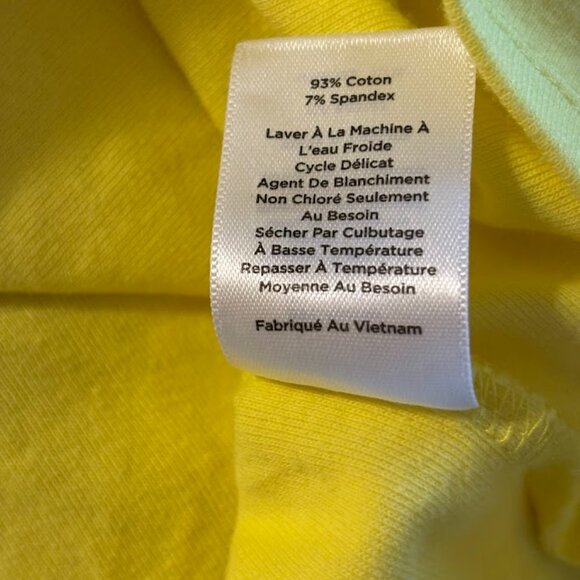 93% Coton
7% Spandex
Laver À La Machine À
L'eau Froide
Cycle Délicat
Agent De Blanchiment
Non Chloré Seulement
Au Besoin
Sécher Par Culbutage
À Basse Température
Repasser À Température
Moyenne Au Besoin
Fabriqué Au Vietnam